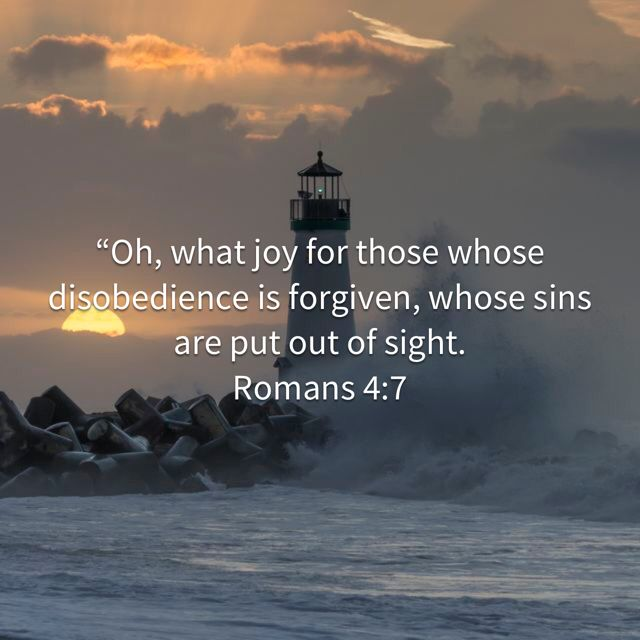 “Oh, what joy for those whose
disobedience is forgiven, whose sins
are put out of sight.
Romans 4:7